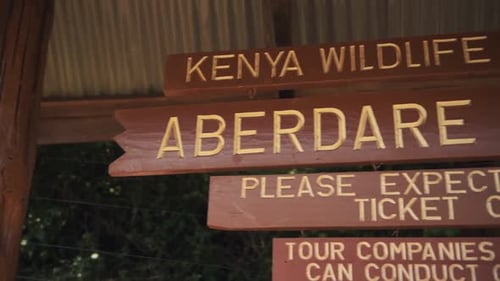 KENYA WILDLIFE
ABERDARE
PLEASE EXPECT
TICKET
TOUR COMPANIES
CAN CONDUCT